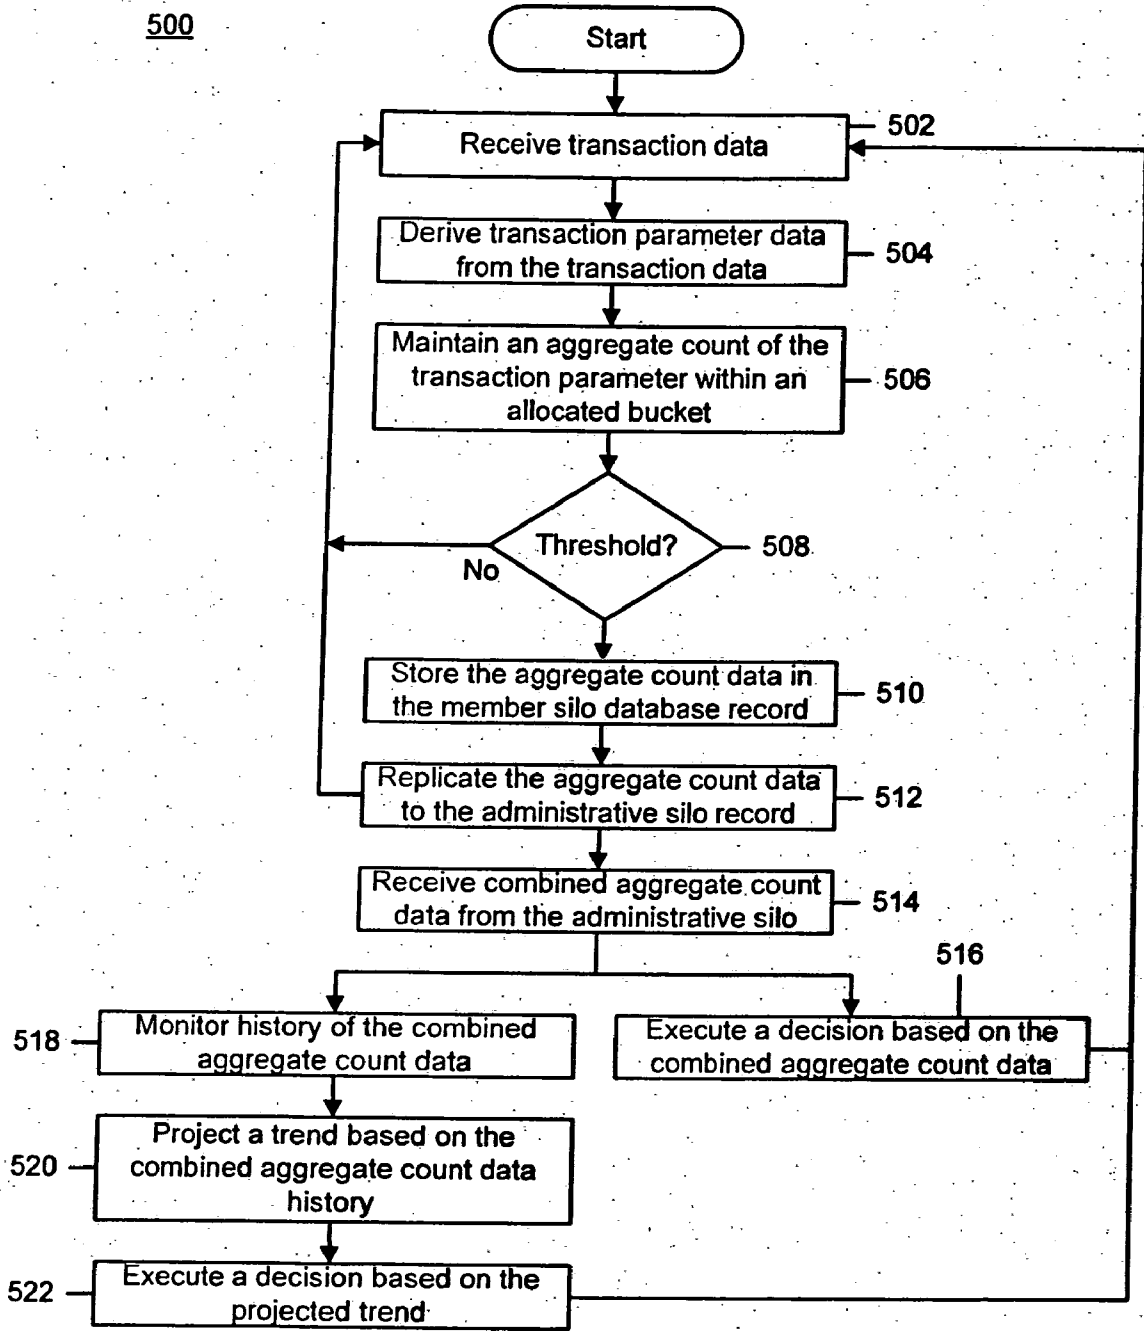 500
Start
Receive transaction data
502
Derive transaction parameter data
from the transaction data
504
Maintain an aggregate count of the
transaction parameter within an
allocated bucket
506
Threshold?
508
No
Store the aggregate count data in
the member silo database record
510
Replicate the aggregate count data
to the administrative silo record
512
Receive combined aggregate count
data from the administrative silo
514
516
518
Monitor history of the combined
aggregate count data
Execute a decision based on the
combined aggregate count data
520
Project a trend based on the
combined aggregate count data
history
522
Execute a decision based on the
projected trend